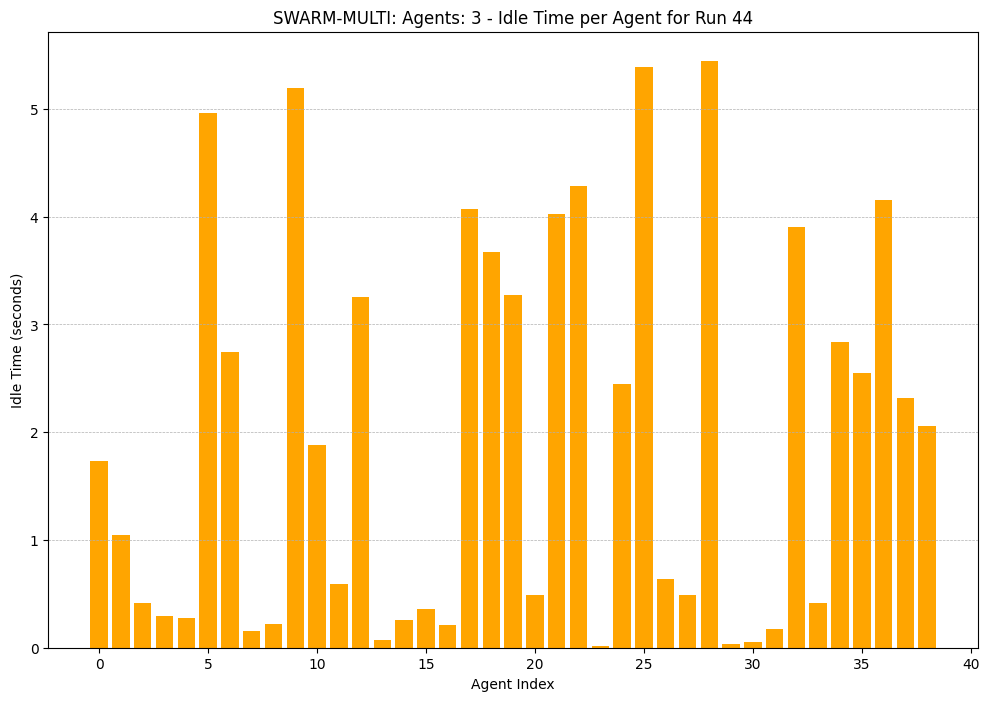 SWARM-MULTI: Agents: 3 - Idle Time per Agent for Run 44
Idle Time (seconds)
5
4
3
2
1
0
0 5 10 15 20 25 30 35 40
Agent Index